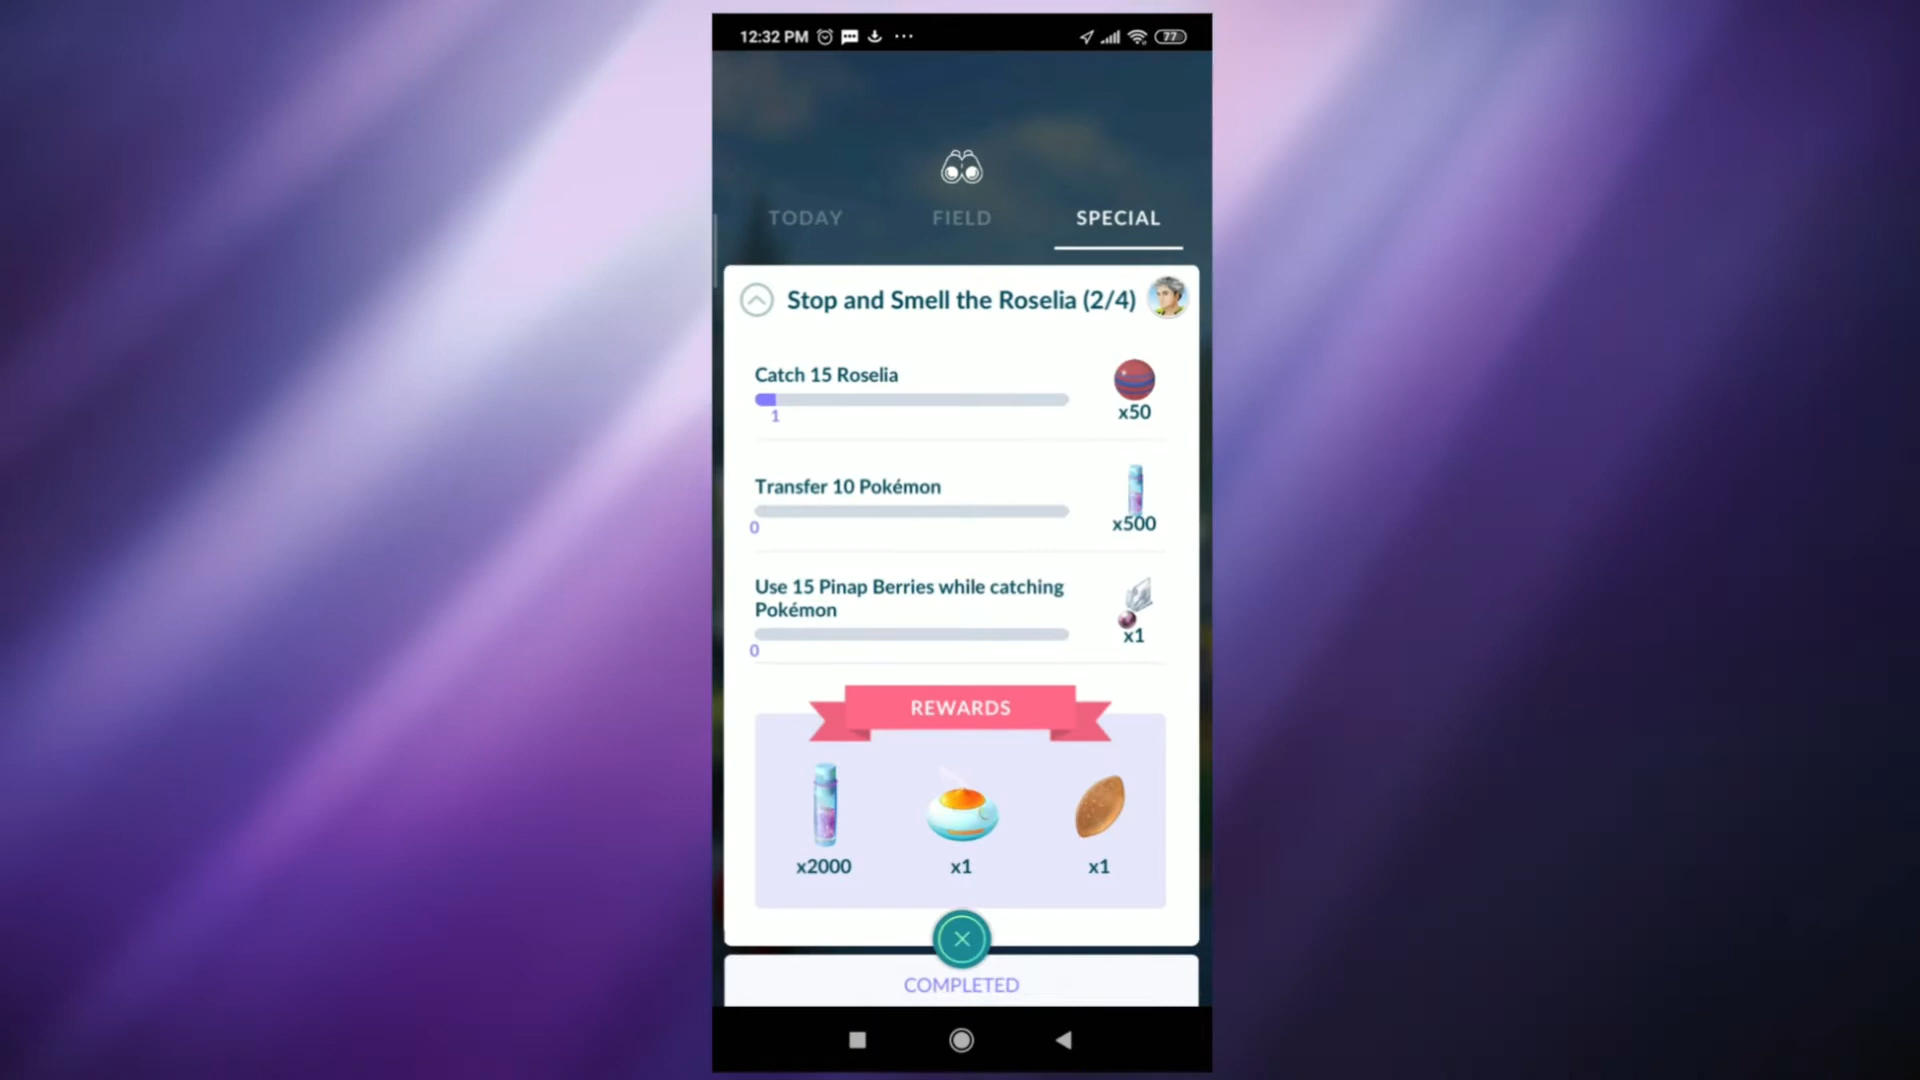 12:32 PM
77
TODAY
FIELD
SPECIAL
Stop and Smell the Roselia (2/4)
Catch 15 Roselia
1
x50
Transfer 10 Pokémon
0
x500
Use 15 Pinap Berries while catching
Pokémon
0
x1
REWARDS
x2000
x1
x1
COMPLETED